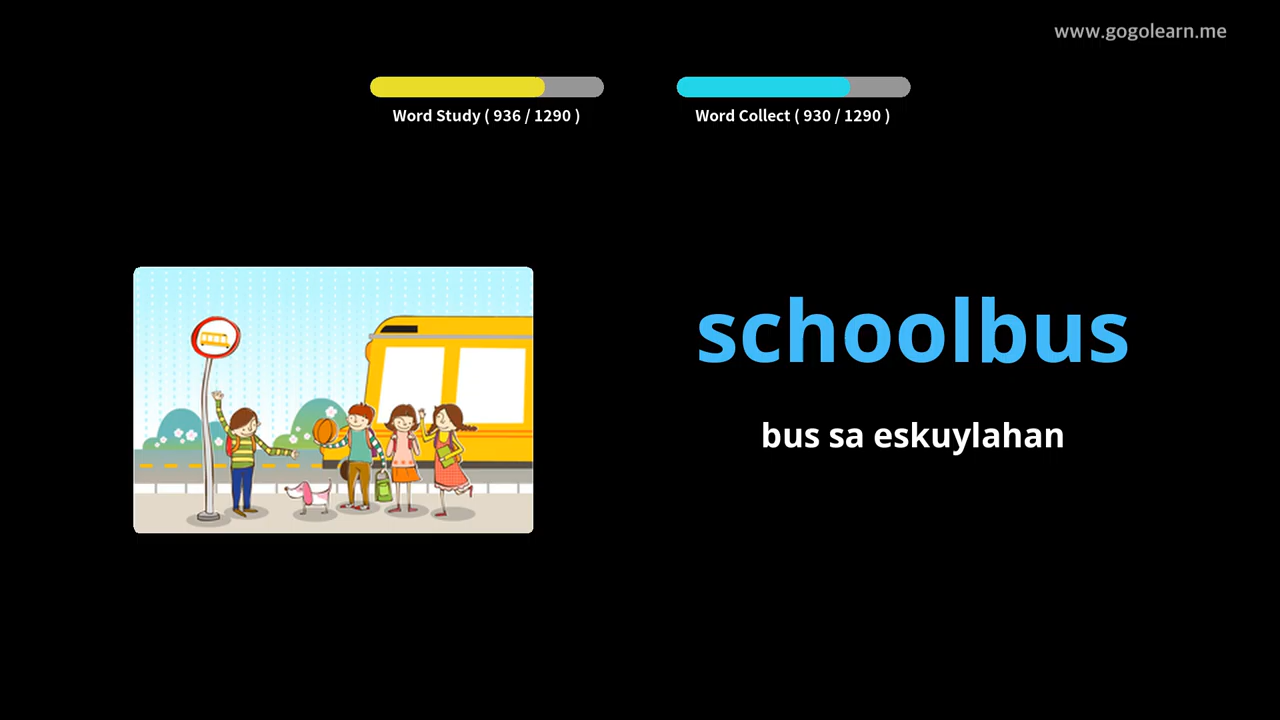 www.gogolearn.me
Word Study ( 936 / 1290 )
Word Collect ( 930 / 1290 )
schoolbus
bus sa eskuylahan